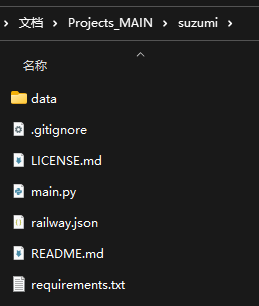 文档 Projects_MAIN suzumi
名称
data
.gitignore
LICENSE.md
main.py
railway.json
README.md
requirements.txt